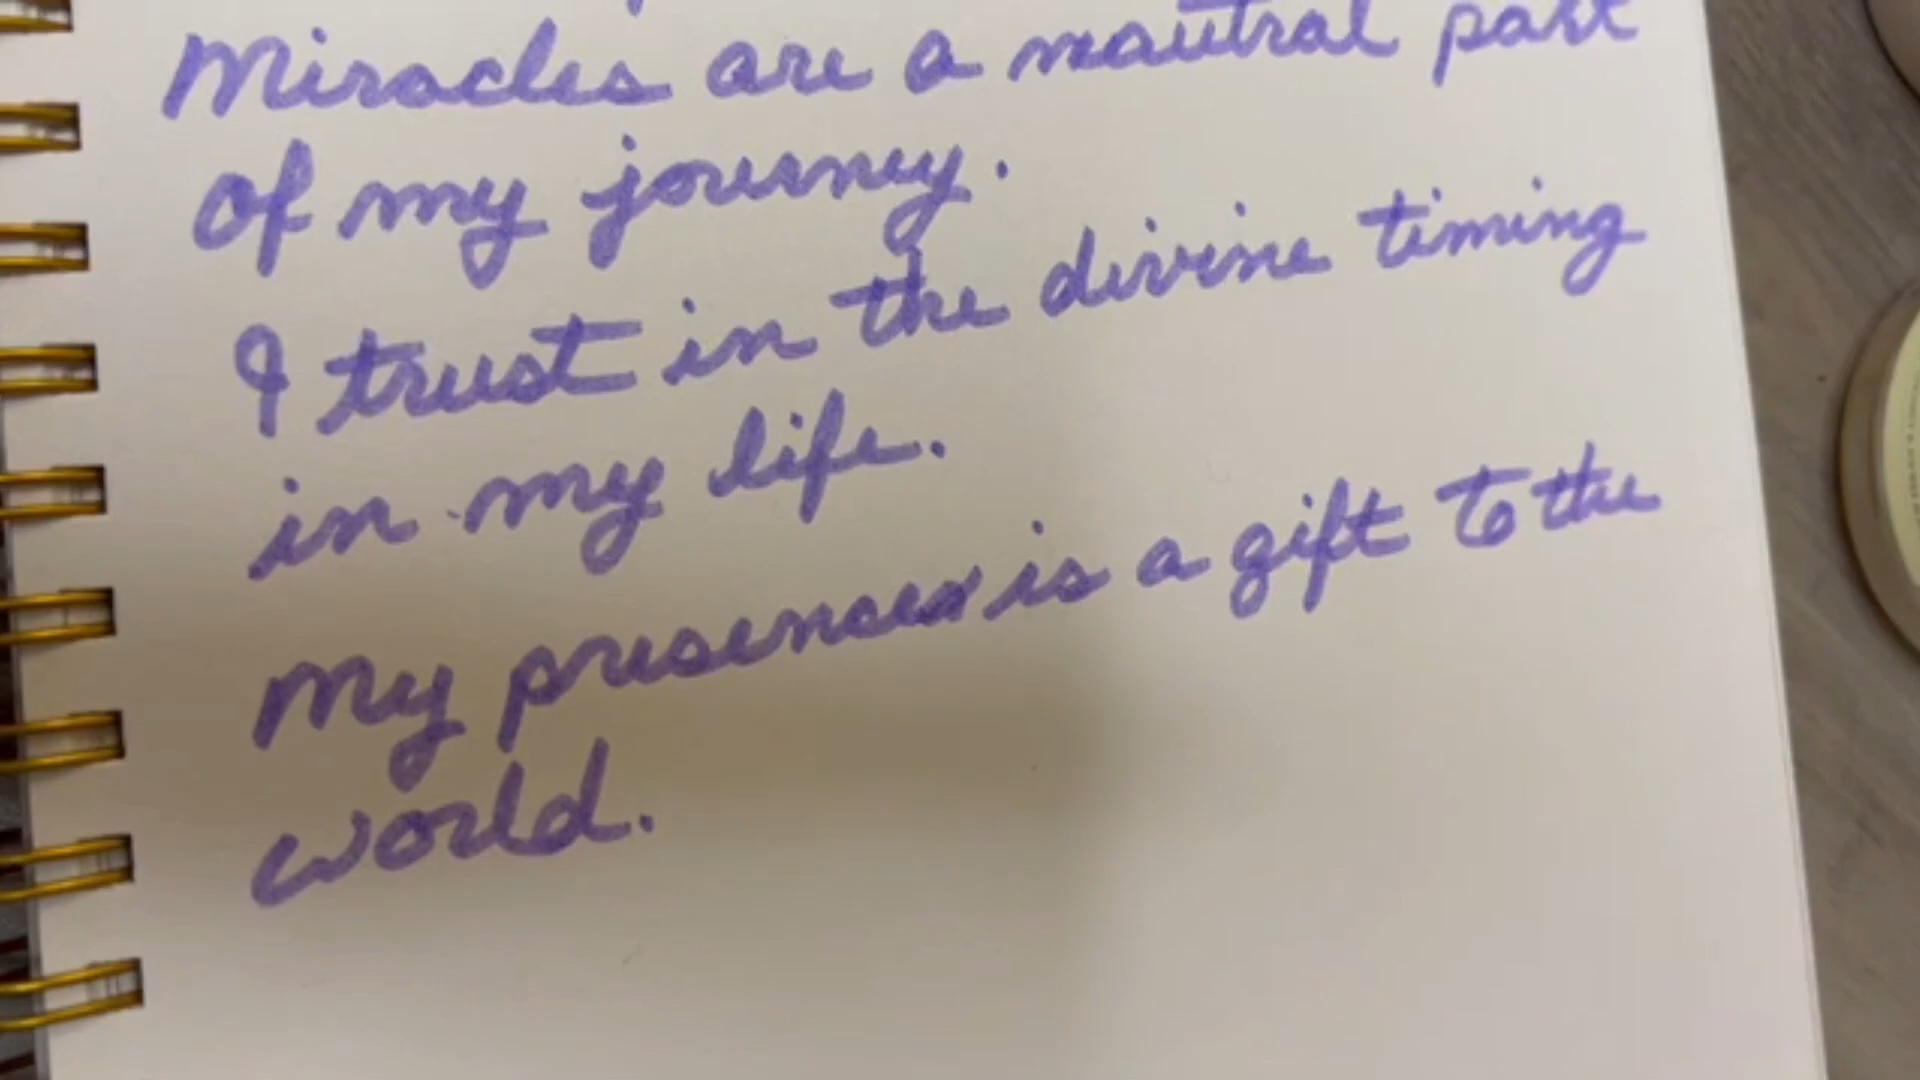 Miracles are a nautral part
of my journey.
I trust in the divine timing
in my life.
My presence is a gift to the
world.